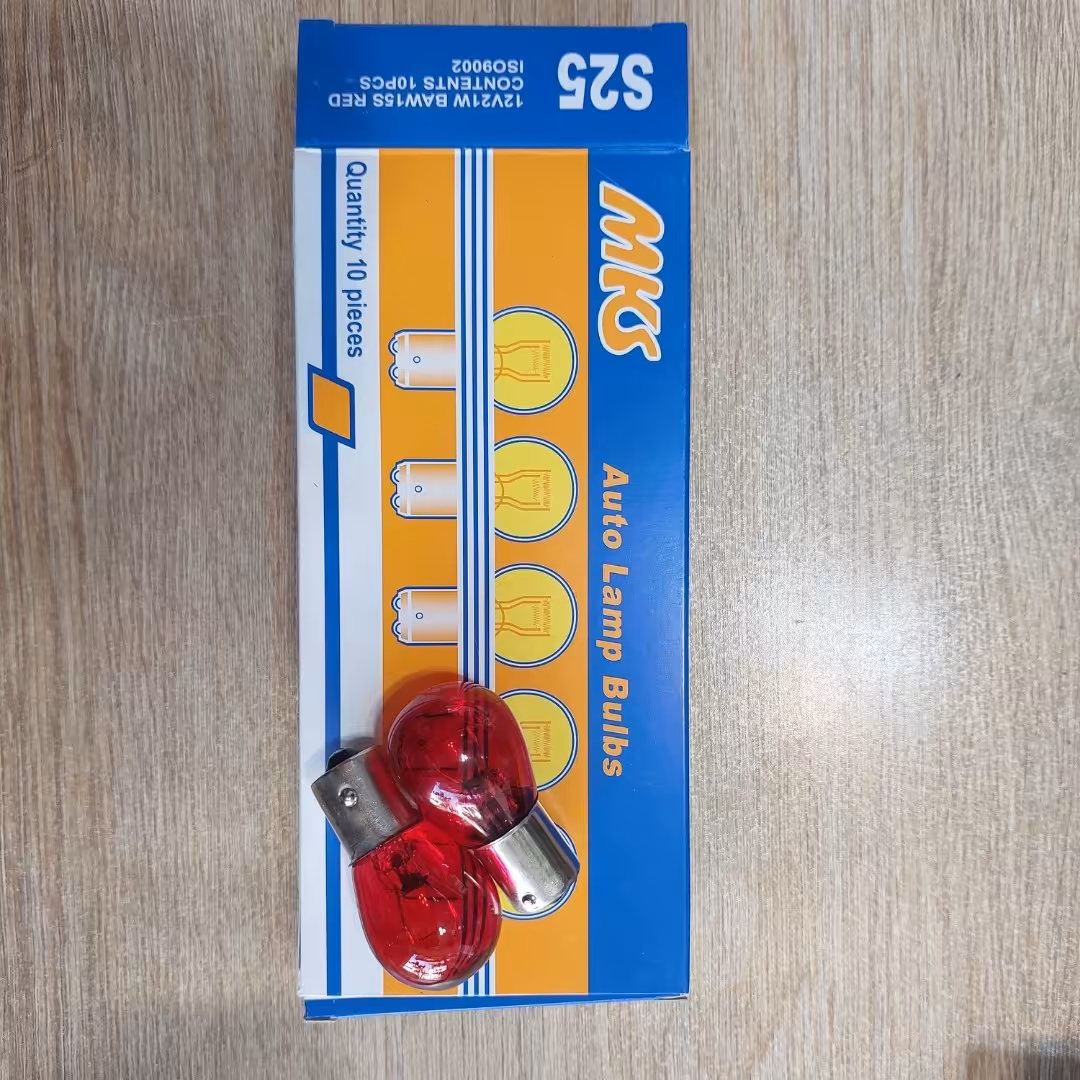 S25
12V21W BAW15S RED
CONTENTS 10PCS
ISO9002
MKS
Auto Lamp Bulbs
Quantity 10 pieces